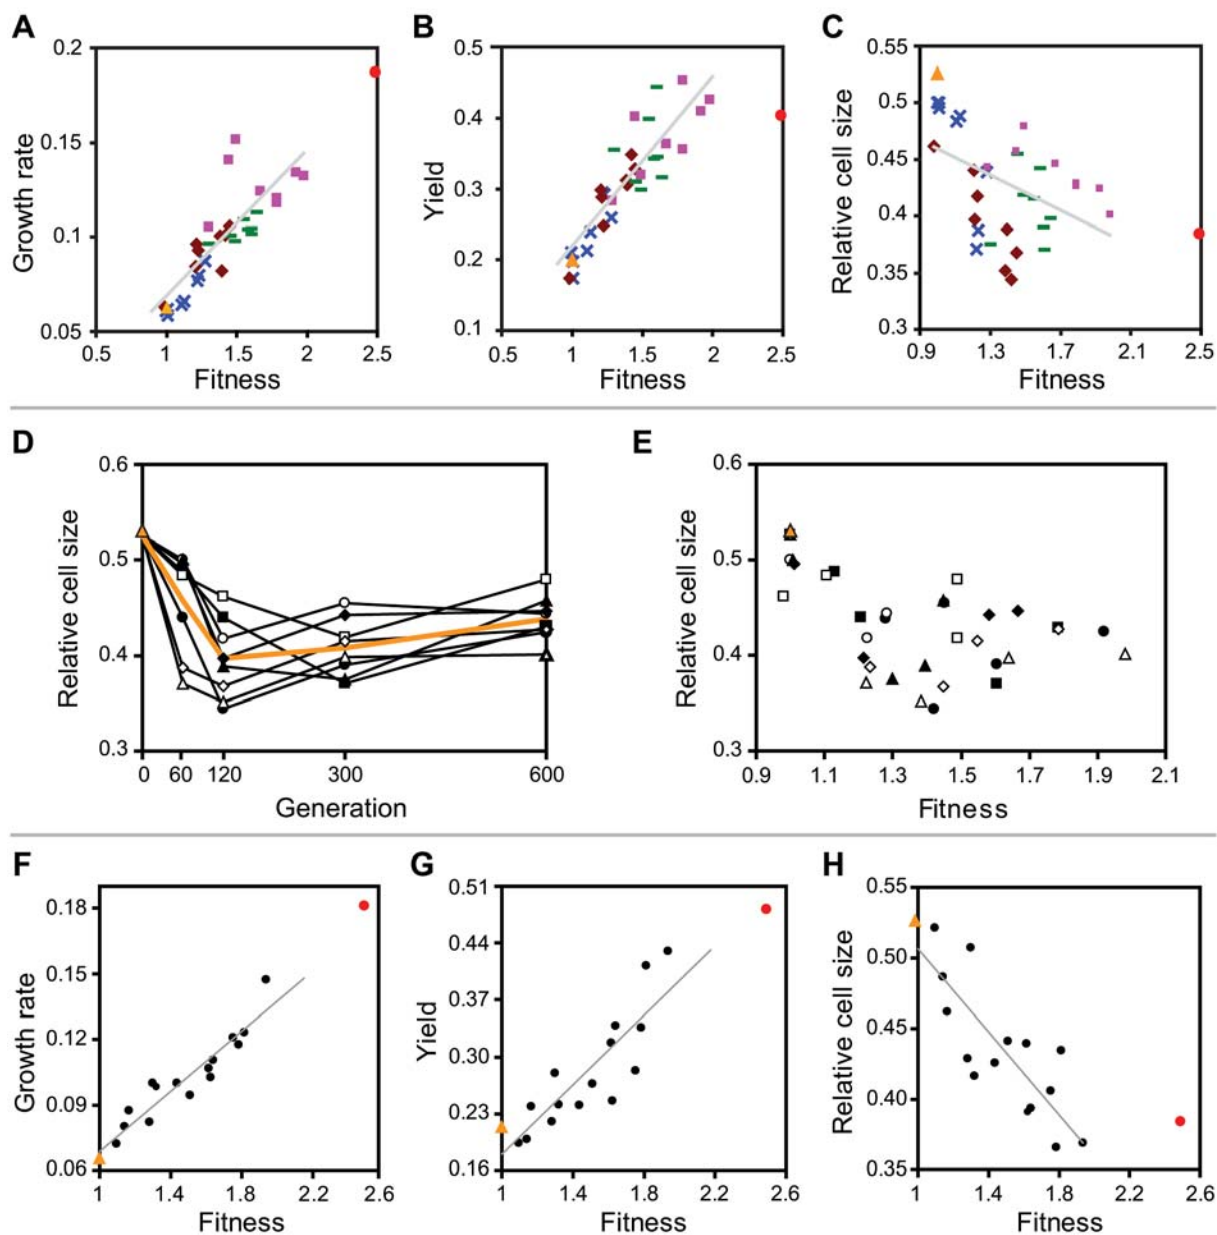 A
Growth rate
0.2
0.15
0.1
0.05
0.5 1 1.5 2 2.5
Fitness
B
Yield
0.5
0.4
0.3
0.2
0.1
0.5 1 1.5 2 2.5
Fitness
C
Relative cell size
0.55
0.5
0.45
0.4
0.35
0.3
0.9 1.3 1.7 2.1 2.5
Fitness
D
Relative cell size
0.6
0.5
0.4
0.3
0 60 120 300 600
Generation
E
Relative cell size
0.6
0.5
0.4
0.3
0.9 1.1 1.3 1.5 1.7 1.9 2.1
Fitness
F
Growth rate
0.18
0.15
0.12
0.09
0.06
1 1.4 1.8 2.2 2.6
Fitness
G
Yield
0.51
0.44
0.37
0.30
0.23
0.16
1 1.4 1.8 2.2 2.6
Fitness
H
Relative cell size
0.55
0.50
0.45
0.40
0.35
1 1.4 1.8 2.2 2.6
Fitness